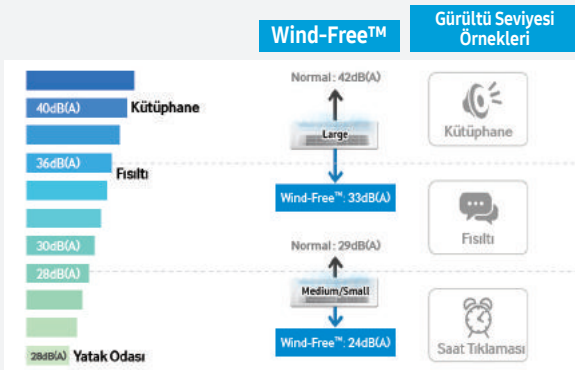 Wind-Free™
Gürültü Seviyesi
Örnekleri
40dB(A) Kütüphane
36dB(A) Fısıltı
30dB(A)
28dB(A)
28dB(A) Yatak Odası
Normal : 42dB(A)
Large
Wind-Free™: 33dB(A)
Normal : 29dB(A)
Medium/Small
Wind-Free™: 24dB(A)
Kütüphane
Fısıltı
Saat Tıklaması